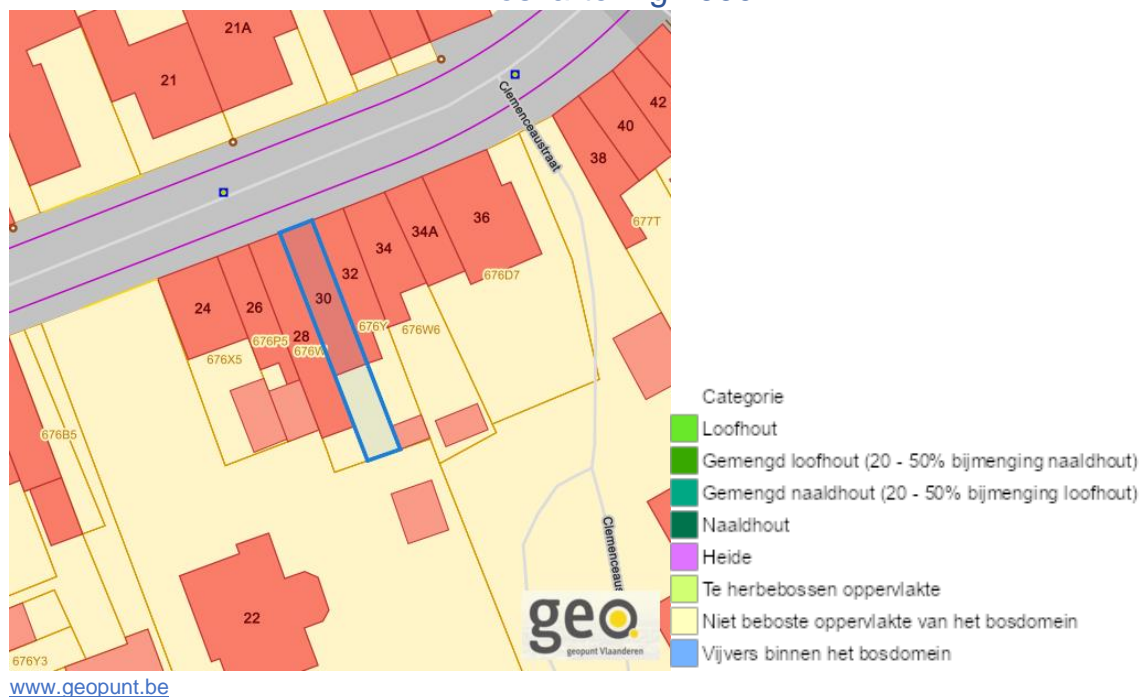 21A
21
42
40
38
Clemenceaustraat
36
34A
34
32
677T
676D7
30
24
26
28
676Y
676W6
676P5
676X5
676B5
22
676Y3
geo
geopunt Vlaanderen
Categorie
Loofhout
Gemengd loofhout (20 - 50% bijmenging naaldhout)
Gemengd naaldhout (20 - 50% bijmenging loofhout)
Naaldhout
Heide
Te herbebossen oppervlakte
Niet beboste oppervlakte van het bosdomein
Vijvers binnen het bosdomein
www.geopunt.be